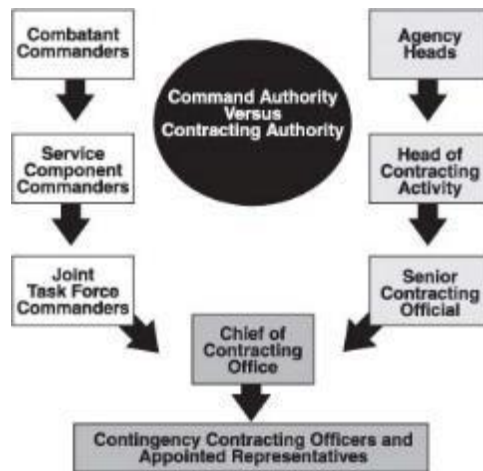 Combatant
Commanders
Agency
Heads
Command Authority
Versus
Contracting Authority
Service
Component
Commanders
Head of
Contracting
Activity
Joint
Task Force
Commanders
Senior
Contracting
Official
Chief of
Contracting
Office
Contingency Contracting Officers and
Appointed Representatives